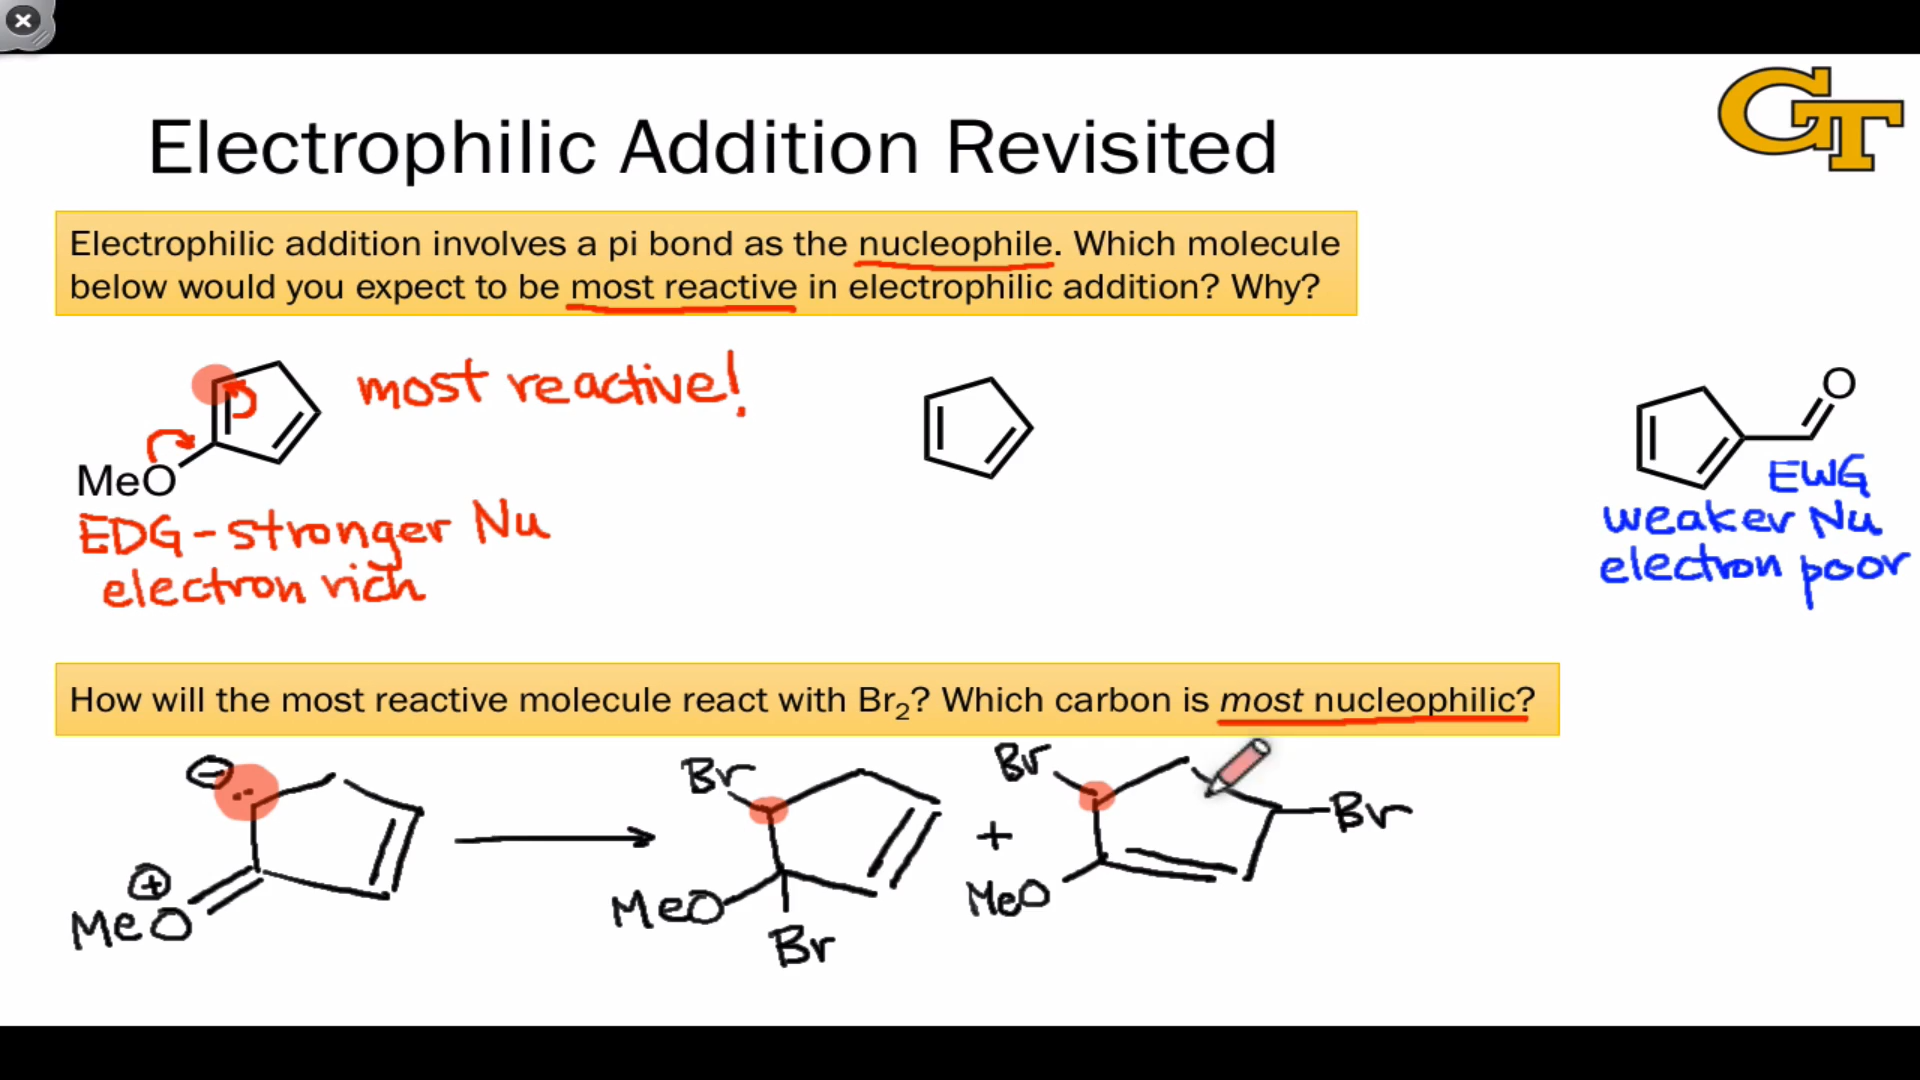 GT
Electrophilic Addition Revisited
Electrophilic addition involves a pi bond as the nucleophile. Which molecule
below would you expect to be most reactive in electrophilic addition? Why?
most reactive!
MeO
EDG - stronger Nu
electron rich
O
EWG
weaker Nu
electron poor
How will the most reactive molecule react with Br₂? Which carbon is most nucleophilic?
⊖
⊕
MeO
Br
MeO
Br
+
Br
Br
MeO